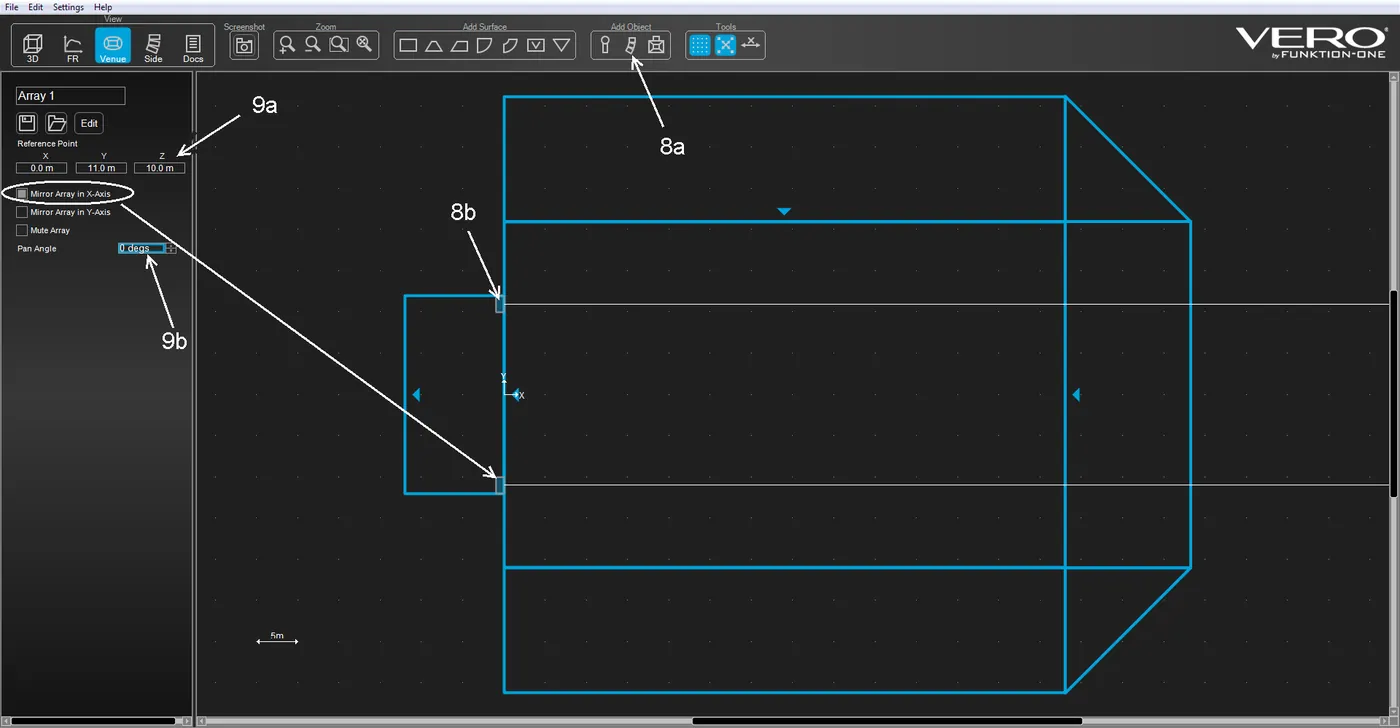 File Edit Settings Help
View
Screenshot
Zoom
Add Surface
Add Object
Tools
3D FR Venue Side Docs
X
VERO
by FUNKTION-ONE
Array 1
Edit
Reference Point
X Y Z
0.0 m 11.0 m 10.0 m
Mirror Array in X-Axis
Mirror Array in Y-Axis
Mute Array
Pan Angle 0 degs
9a
9b
8a
8b
Y
X
5m